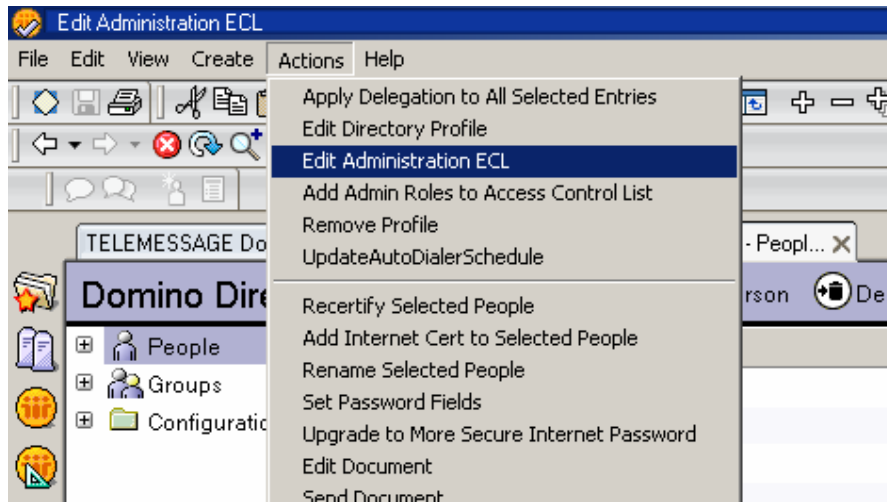 Edit Administration ECL
File Edit View Create Actions Help
Apply Delegation to All Selected Entries
Edit Directory Profile
Edit Administration ECL
Add Admin Roles to Access Control List
Remove Profile
UpdateAutoDialerSchedule
TELEMESSAGE Do
- Peopl...
Domino Dire
rson De
People
Groups
Configuratio
Recertify Selected People
Add Internet Cert to Selected People
Rename Selected People
Set Password Fields
Upgrade to More Secure Internet Password
Edit Document
Send Document